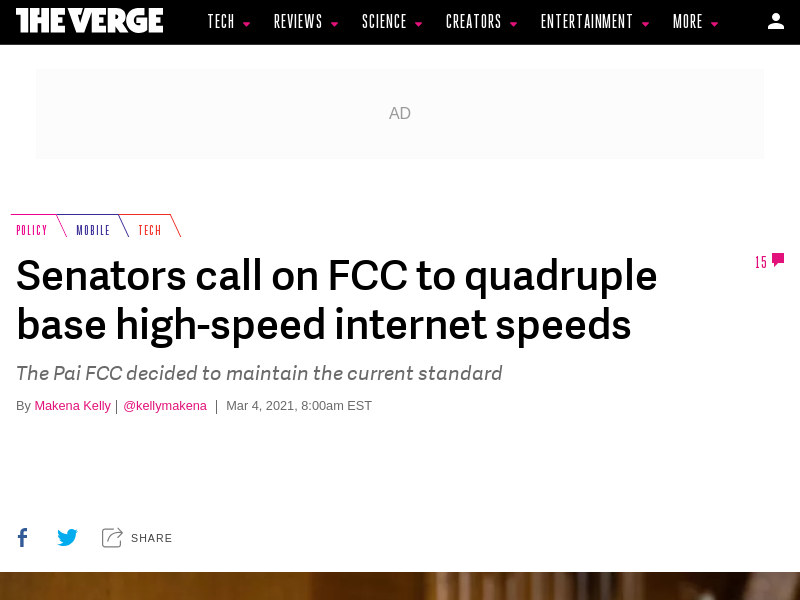 THE VERGE
TECH REVIEWS SCIENCE CREATORS ENTERTAINMENT MORE
AD
POLICY MOBILE TECH
Senators call on FCC to quadruple
base high-speed internet speeds
15
The Pai FCC decided to maintain the current standard
By Makena Kelly | @kellymakena | Mar 4, 2021, 8:00am EST
SHARE